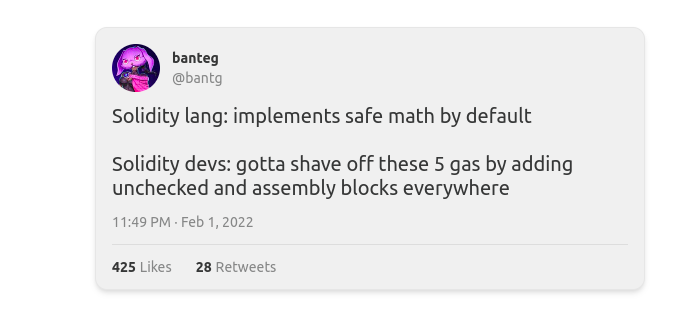 banteg
@bantg
Solidity lang: implements safe math by default
Solidity devs: gotta shave off these 5 gas by adding
unchecked and assembly blocks everywhere
11:49 PM · Feb 1, 2022
425 Likes 28 Retweets